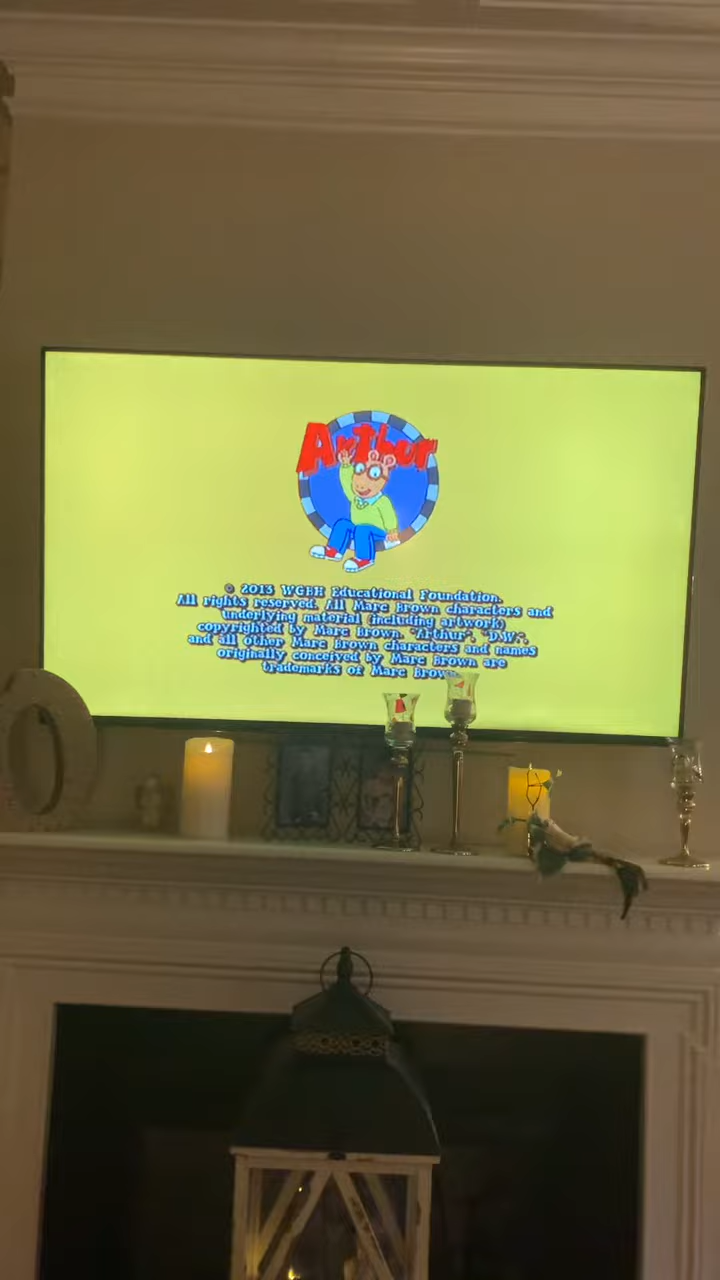 Arthur
© 2013 WGBH Educational Foundation.
All rights reserved. All Marc Brown characters and
underlying material (including artwork)
copyrighted by Marc Brown. "Arthur", "D.W.",
and all other Marc Brown characters and names
originally conceived by Marc Brown are
trademarks of Marc Brown.
O